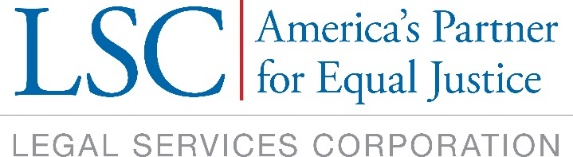 LSC
America's Partner
for Equal Justice
LEGAL SERVICES CORPORATION